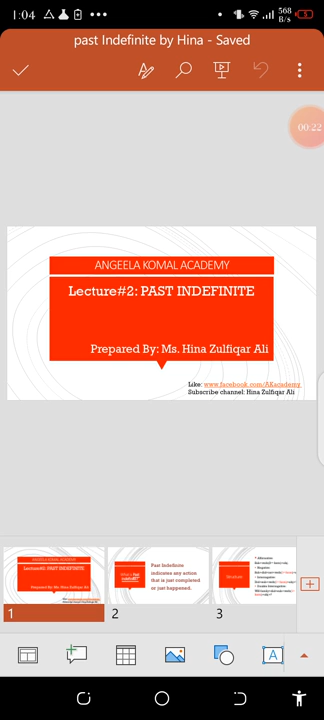 1:04
568
B/s
5
past Indefinite by Hina - Saved
00:22
ANGEELA KOMAL ACADEMY
Lecture#2: PAST INDEFINITE
Prepared By: Ms. Hina Zulfiqar Ali
Like: www.facebook.com/AKacademy
Subscribe channel: Hina Zulfiqar Ali
ANGEELA KOMAL ACADEMY
Lecture#2: PAST INDEFINITE
Prepared By: Ms. Hina Zulfiqar Ali
1
Past Indefinite
indicates any action
that is just completed
or just happened.
2
Structure
3